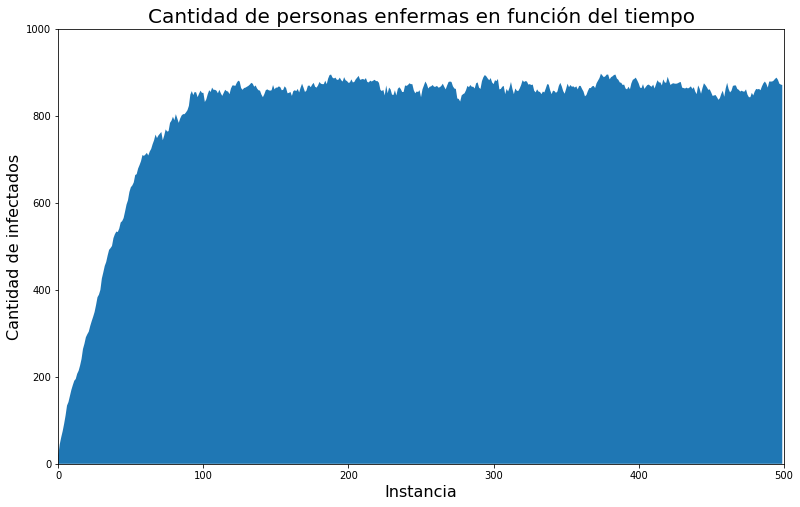 Cantidad de personas enfermas en función del tiempo
Cantidad de infectados
1000
800
600
400
200
0
0 100 200 300 400 500
Instancia